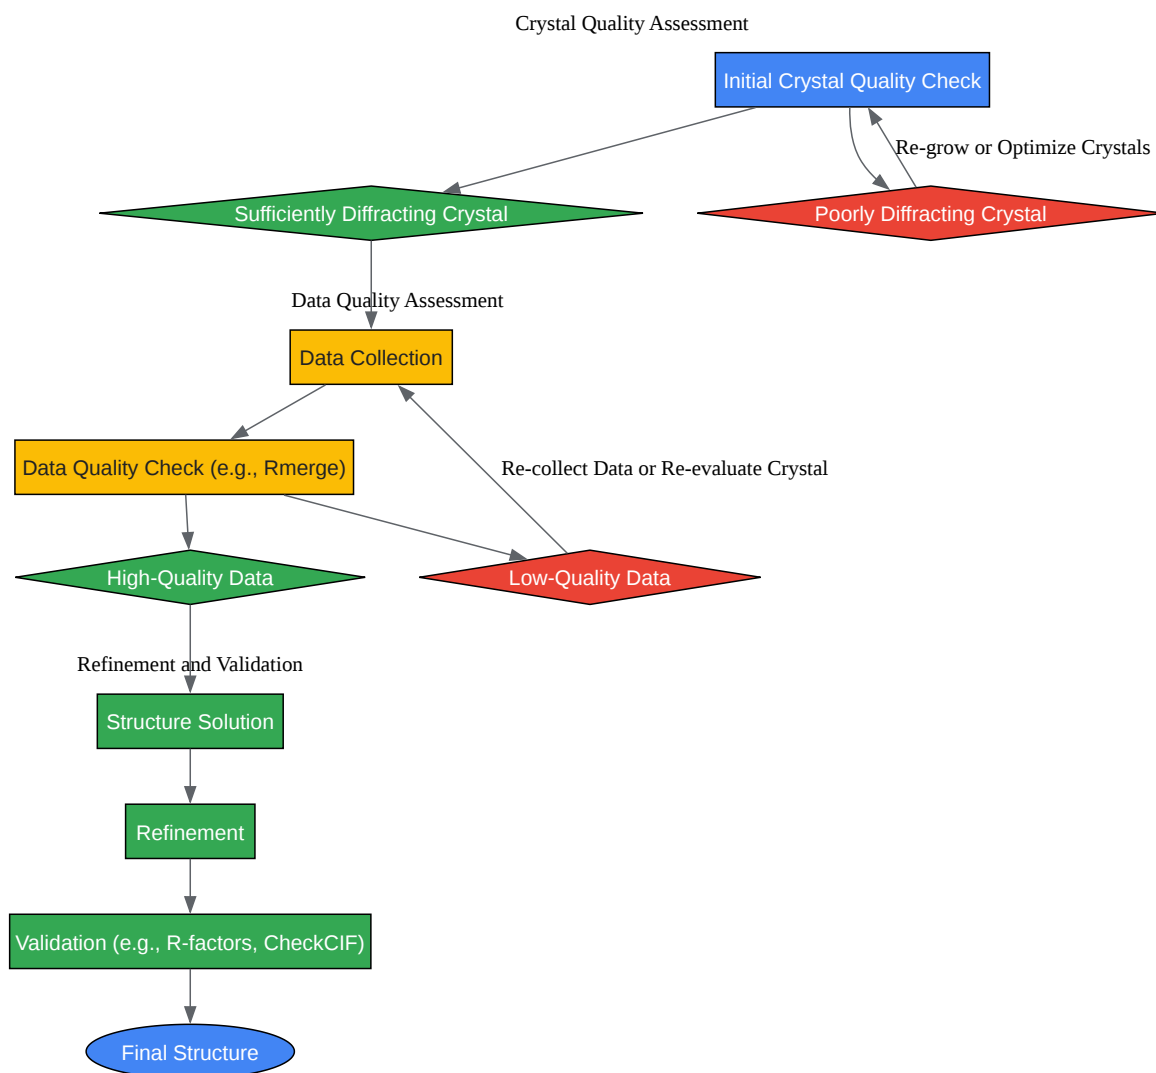 Crystal Quality Assessment
Initial Crystal Quality Check
Re-grow or Optimize Crystals
Sufficiently Diffracting Crystal
Poorly Diffracting Crystal
Data Quality Assessment
Data Collection
Data Quality Check (e.g., Rmerge)
Re-collect Data or Re-evaluate Crystal
High-Quality Data
Low-Quality Data
Refinement and Validation
Structure Solution
Refinement
Validation (e.g., R-factors, CheckCIF)
Final Structure